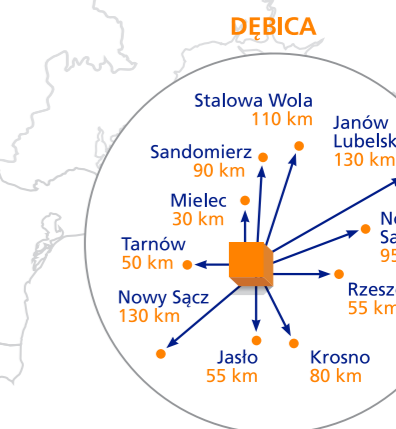 DĘBICA
Stalowa Wola
110 km
Janów
Lubelsk
130 km
Sandomierz
90 km
Mielec
30 km
Tarnów
50 km
Nowy Sącz
130 km
Jasło
55 km
Krosno
80 km
Rzesz
55 km